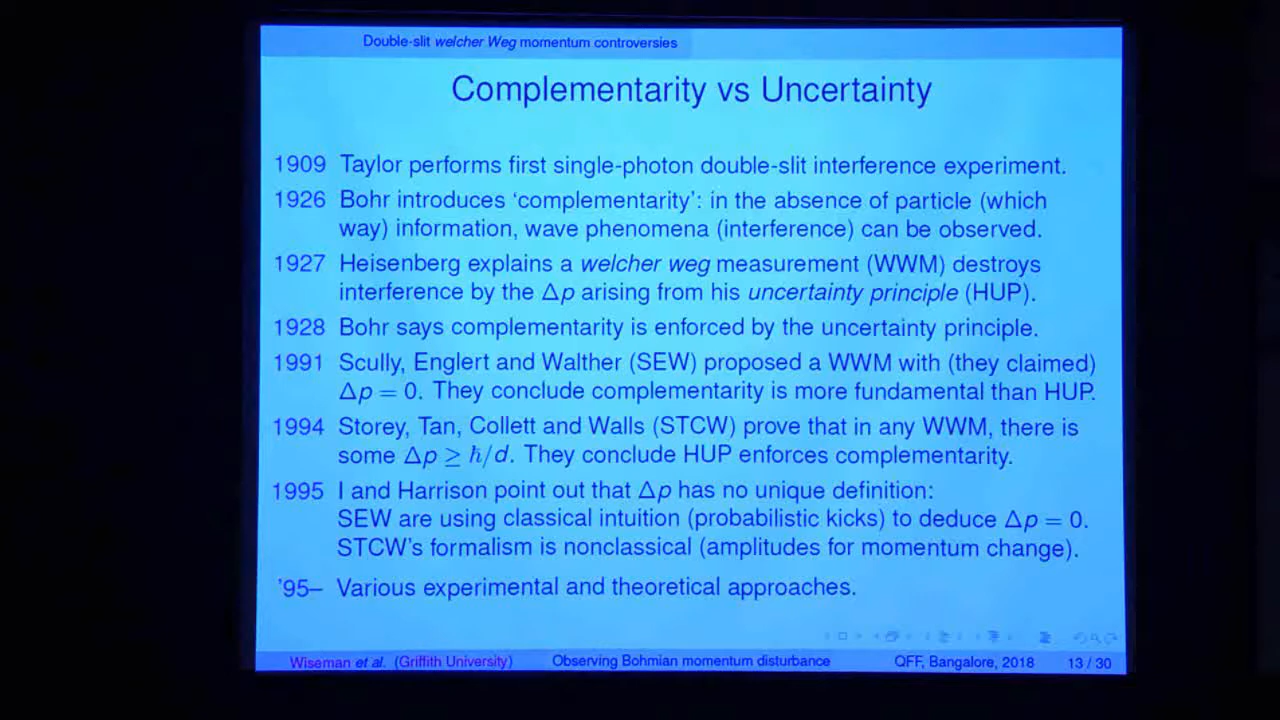 Double-slit welcher Weg momentum controversies
Complementarity vs Uncertainty
1909 Taylor performs first single-photon double-slit interference experiment.
1926 Bohr introduces ‘complementarity’: in the absence of particle (which
way) information, wave phenomena (interference) can be observed.
1927 Heisenberg explains a welcher weg measurement (WWM) destroys
interference by the Δp arising from his uncertainty principle (HUP).
1928 Bohr says complementarity is enforced by the uncertainty principle.
1991 Scully, Englert and Walther (SEW) proposed a WWM with (they claimed)
Δp = 0. They conclude complementarity is more fundamental than HUP.
1994 Storey, Tan, Collett and Walls (STCW) prove that in any WWM, there is
some Δp ≥ ħ/d. They conclude HUP enforces complementarity.
1995 I and Harrison point out that Δp has no unique definition:
SEW are using classical intuition (probabilistic kicks) to deduce Δp = 0.
STCW's formalism is nonclassical (amplitudes for momentum change).
'95– Various experimental and theoretical approaches.
Wiseman et al. (Griffith University) Observing Bohmian momentum disturbance QFF, Bangalore, 2018 13 / 30